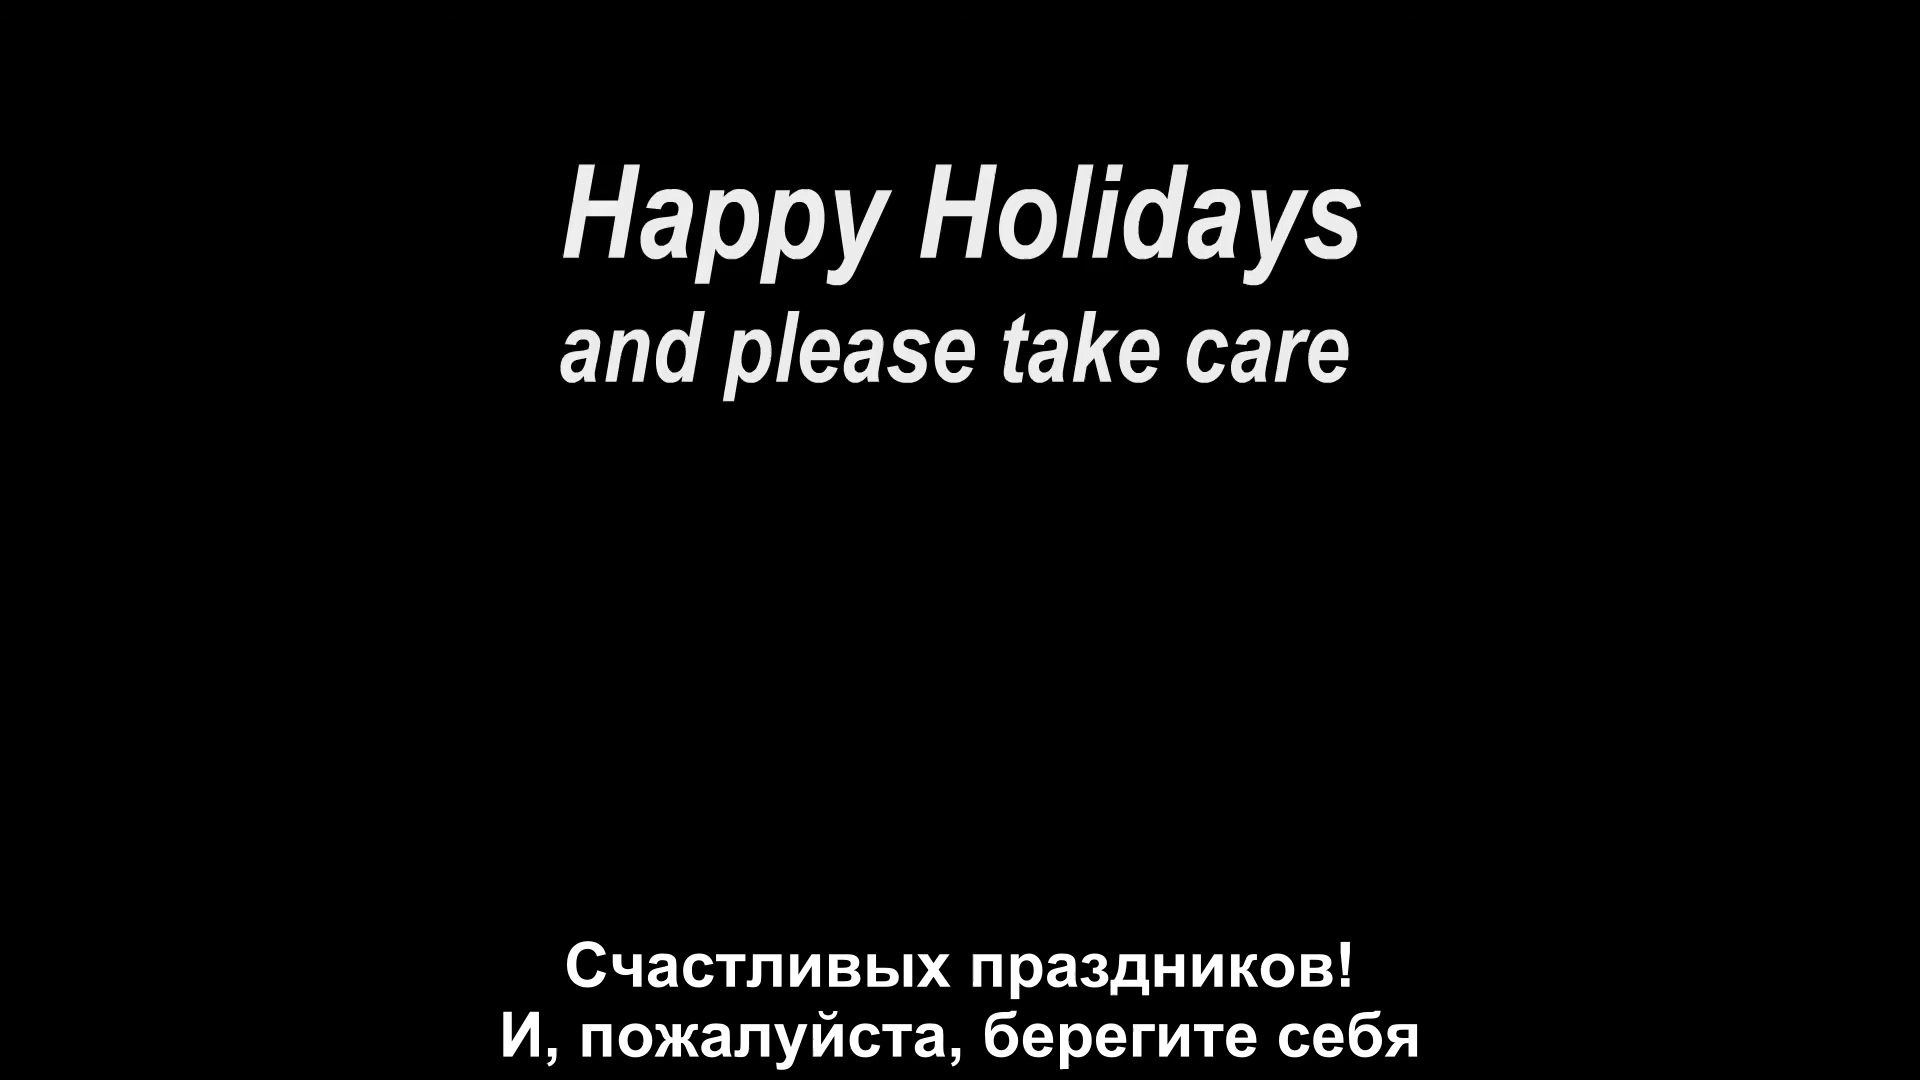 Happy Holidays
and please take care
Счастливых праздников!
И, пожалуйста, берегите себя